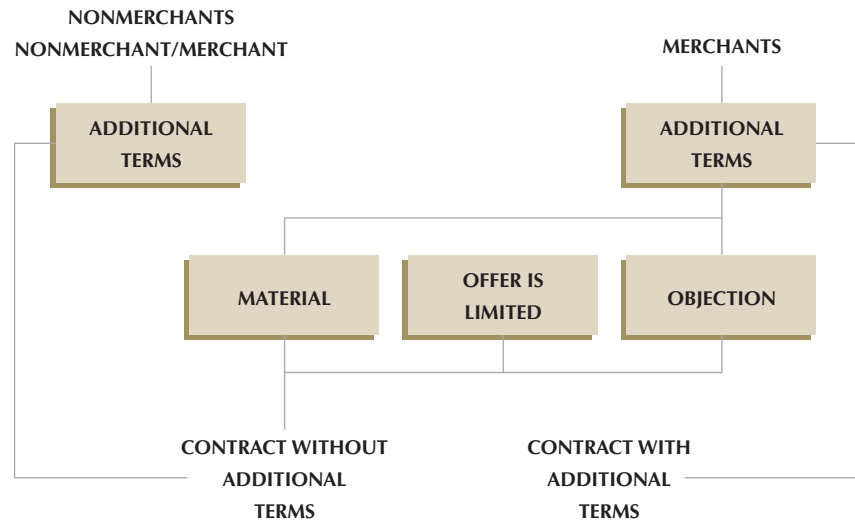 NONMERCHANTS
NONMERCHANT/MERCHANT
MERCHANTS
ADDITIONAL
TERMS
ADDITIONAL
TERMS
MATERIAL
OFFER IS
LIMITED
OBJECTION
CONTRACT WITHOUT
ADDITIONAL
TERMS
CONTRACT WITH
ADDITIONAL
TERMS